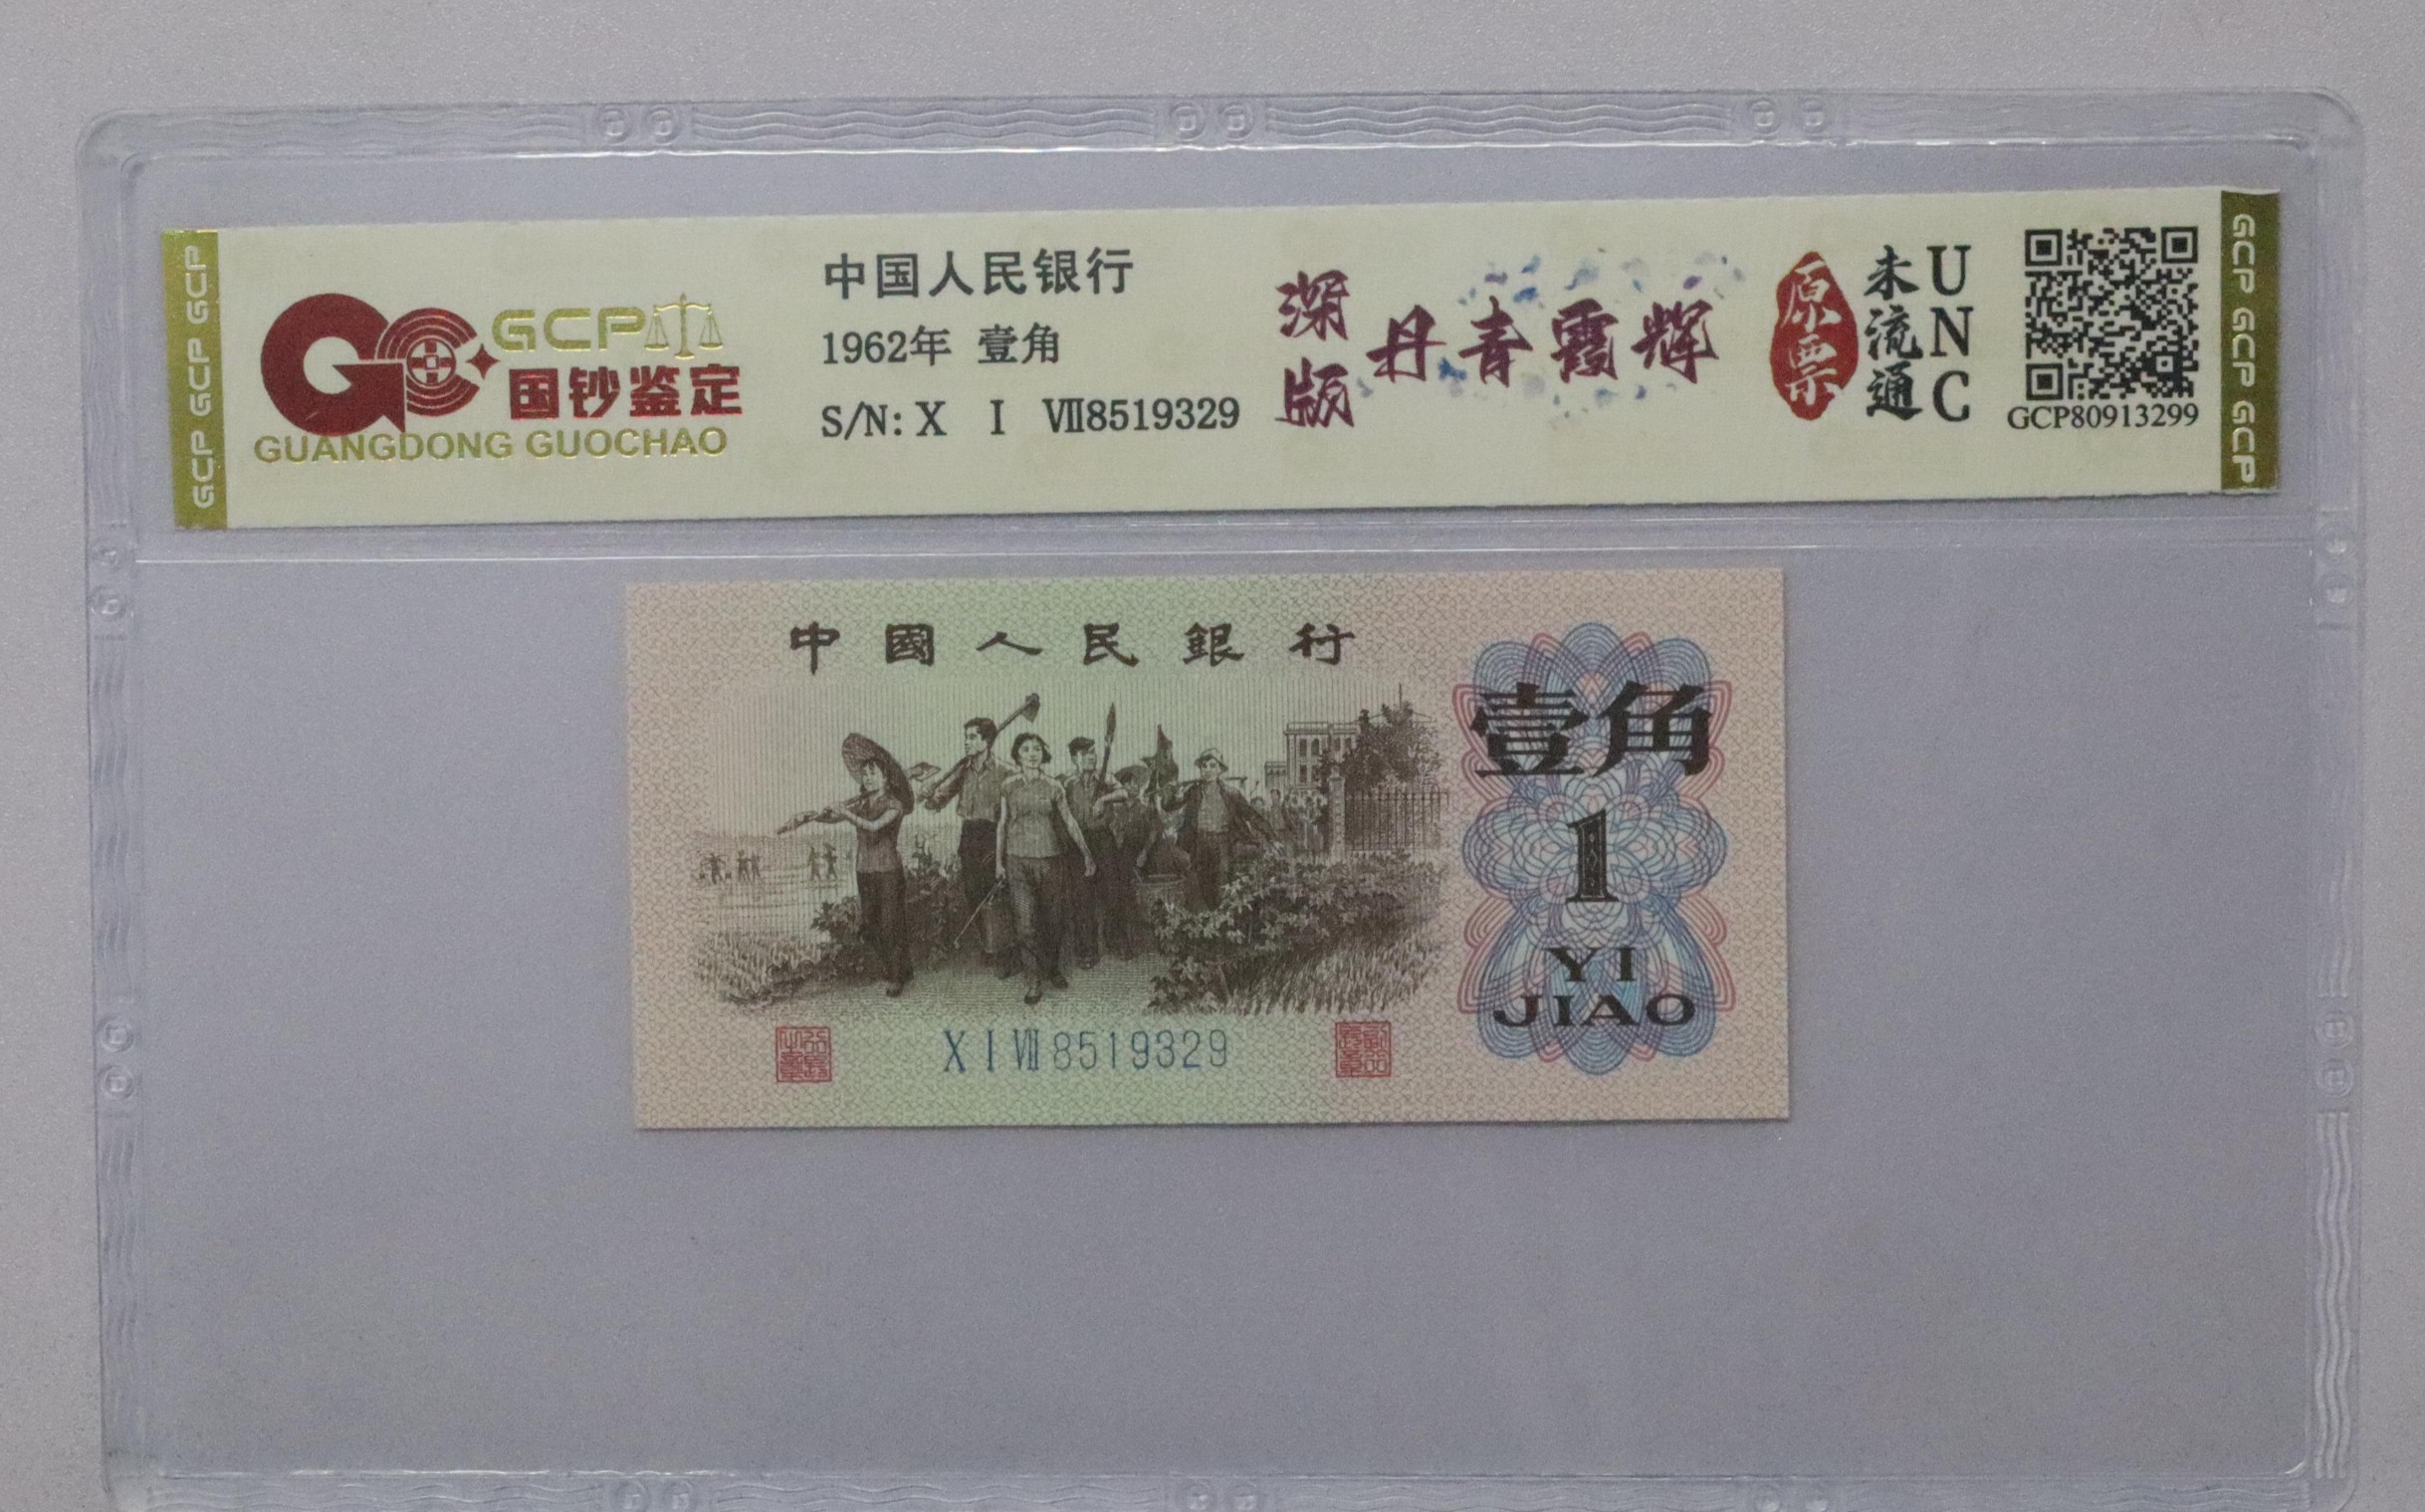 GCP GCP GCP
GCP
国钞鉴定
GUANGDONG GUOCHAO
中国人民银行
1962年 壹角
S/N: X I Ⅶ8519329
深版
丹青霞辉
原票
未流通
UNC
GCP80913299
GCP GCP GCP
中國人民銀行
壹角
1
YI
JIAO
X I Ⅶ 8519329